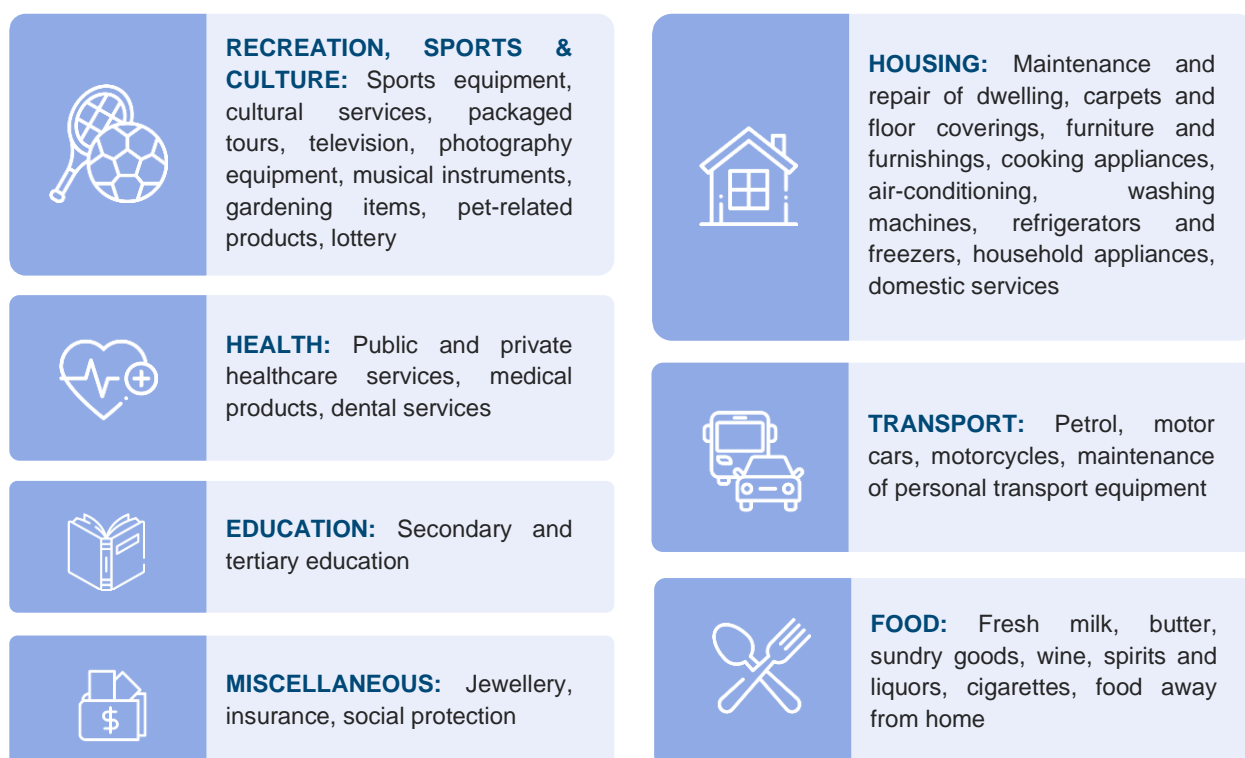 RECREATION, SPORTS &
CULTURE: Sports equipment,
cultural services, packaged
tours, television, photography
equipment, musical instruments,
gardening items, pet-related
products, lottery
HEALTH: Public and private
healthcare services, medical
products, dental services
EDUCATION: Secondary and
tertiary education
MISCELLANEOUS: Jewellery,
insurance, social protection
$
HOUSING: Maintenance and
repair of dwelling, carpets and
floor coverings, furniture and
furnishings, cooking appliances,
air-conditioning, washing
machines, refrigerators and
freezers, household appliances,
domestic services
TRANSPORT: Petrol, motor
cars, motorcycles, maintenance
of personal transport equipment
FOOD: Fresh milk, butter,
sundry goods, wine, spirits and
liquors, cigarettes, food away
from home